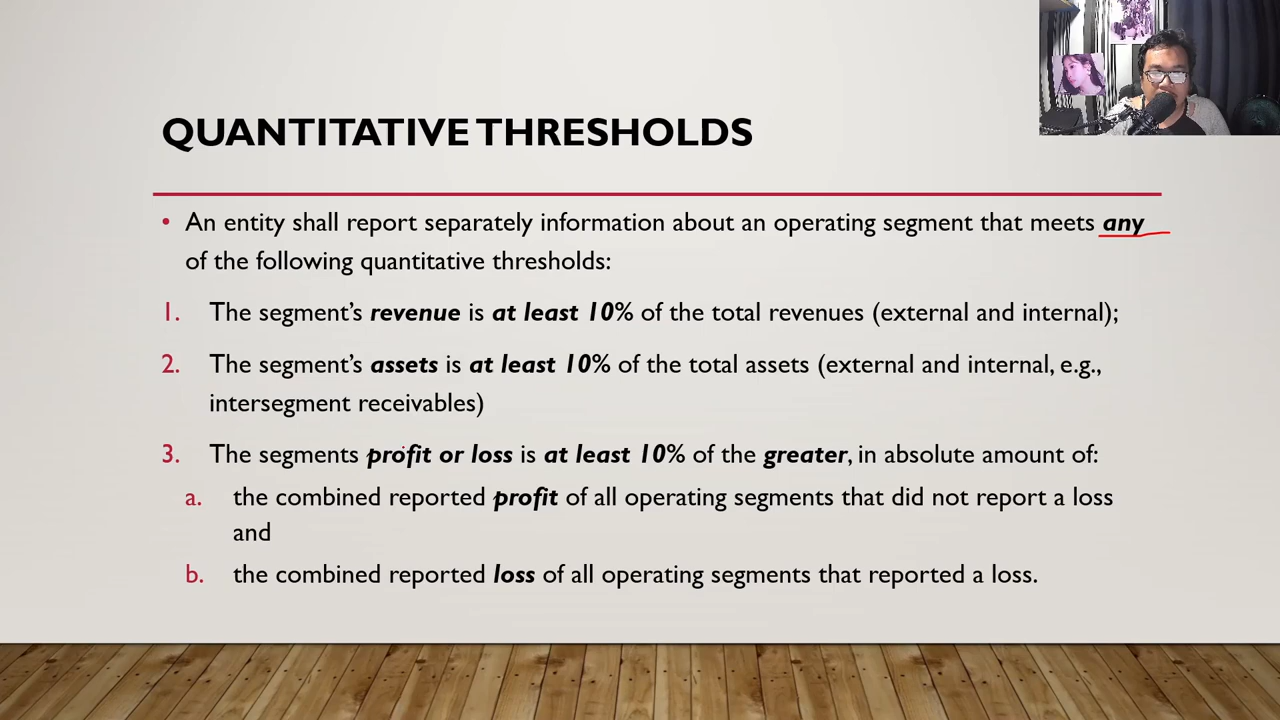 QUANTITATIVE THRESHOLDS
• An entity shall report separately information about an operating segment that meets any
of the following quantitative thresholds:
1. The segment’s revenue is at least 10% of the total revenues (external and internal);
2. The segment’s assets is at least 10% of the total assets (external and internal, e.g.,
intersegment receivables)
3. The segments profit or loss is at least 10% of the greater, in absolute amount of:
a. the combined reported profit of all operating segments that did not report a loss
and
b. the combined reported loss of all operating segments that reported a loss.